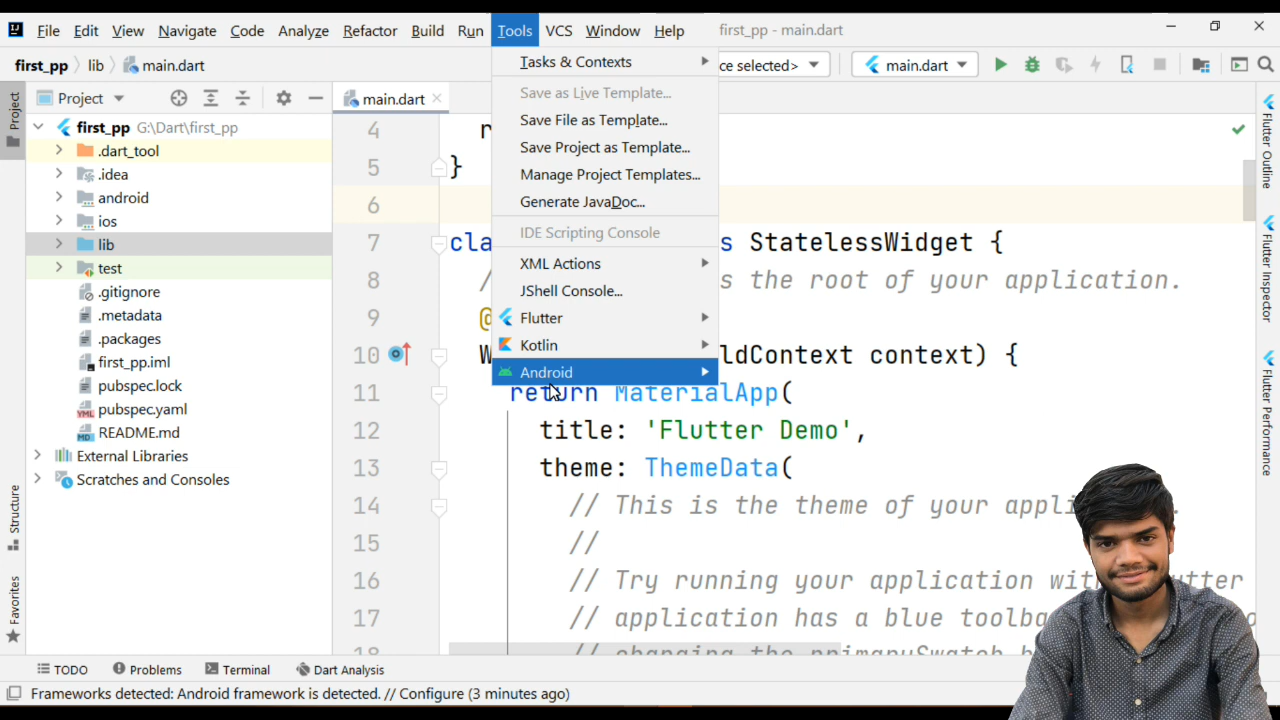 File Edit View Navigate Code Analyze Refactor Build Run Tools VCS Window Help first_pp - main.dart
first_pp lib main.dart
ce selected> main.dart
Project
main.dart
first_pp G:\Dart\first_pp
.dart_tool
.idea
android
ios
lib
test
.gitignore
.metadata
.packages
first_pp.iml
pubspec.lock
pubspec.yaml
README.md
External Libraries
Scratches and Consoles
Project
Structure
Favorites
Tasks & Contexts
Save as Live Template...
Save File as Template...
Save Project as Template...
Manage Project Templates...
Generate JavaDoc...
IDE Scripting Console
XML Actions
JShell Console...
Flutter
Kotlin
Android
4
5 }
6
7 cla s StatelessWidget {
8 / s the root of your application.
9 @
10 W ldContext context) {
11 return MaterialApp(
12 title: 'Flutter Demo',
13 theme: ThemeData(
14 // This is the theme of your appli
15 //
16 // Try running your application wit utter
17 // application has a blue toolba
18 // changing the primarySwatch b
Flutter Outline
Flutter Inspector
Flutter Performance
TODO Problems Terminal Dart Analysis
Frameworks detected: Android framework is detected. // Configure (3 minutes ago)